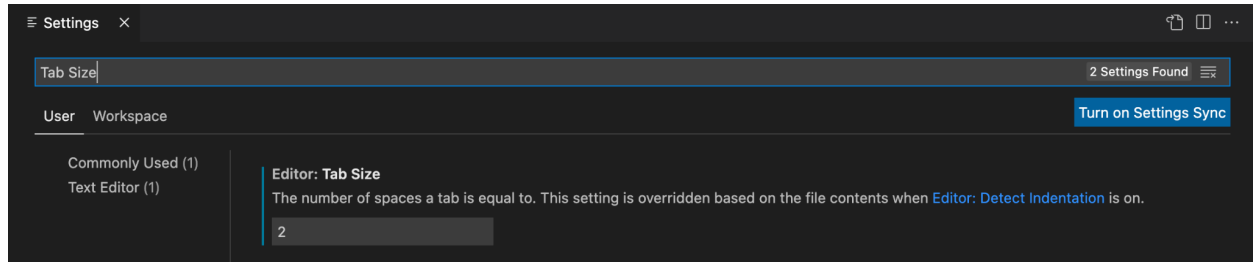 Settings
Tab Size
2 Settings Found
User Workspace
Turn on Settings Sync
Commonly Used (1)
Text Editor (1)
Editor: Tab Size
The number of spaces a tab is equal to. This setting is overridden based on the file contents when Editor: Detect Indentation is on.
2